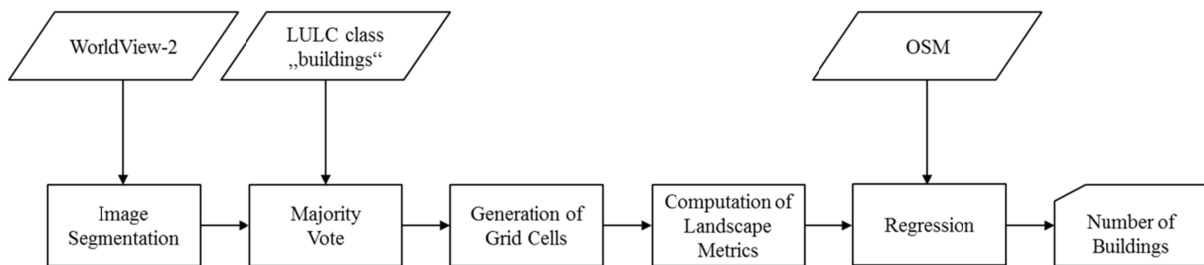 WorldView-2
LULC class
„buildings“
OSM
Image
Segmentation
Majority
Vote
Generation of
Grid Cells
Computation of
Landscape
Metrics
Regression
Number of
Buildings